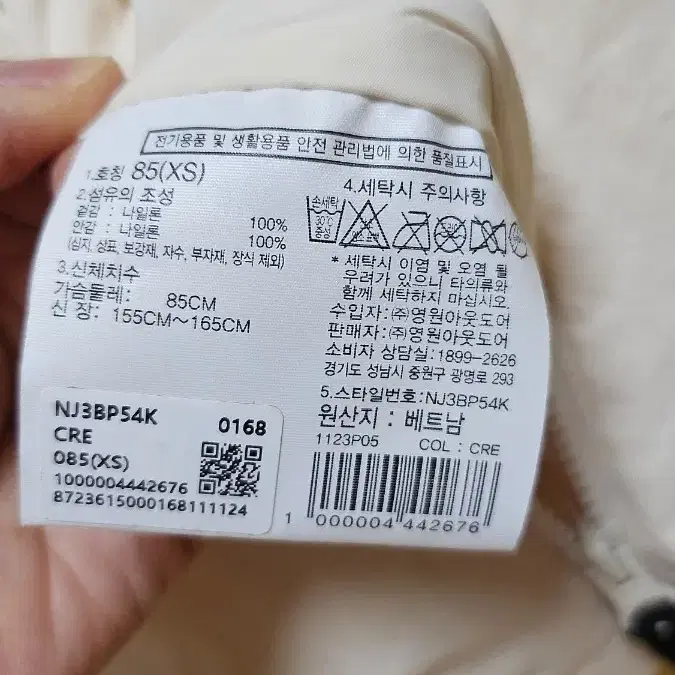 전기용품 및 생활용품 안전 관리법에 의한 품질표시
1.호칭 85(XS)
2.섬유의 조성
겉감 : 나일론 100%
안감 : 나일론 100%
(심지, 상표, 보강재, 자수, 부자재, 장식 제외)
3.신체치수
가슴둘레: 85CM
신 장: 155CM~165CM
4.세탁시 주의사항
손세탁
30℃
중성
* 세탁시 이염 및 오염 될
우려가 있으니 타의류와
함께 세탁하지 마십시오.
수입자:㈜영원아웃도어
판매자:㈜영원아웃도어
소비자 상담실:1899-2626
경기도 성남시 중원구 광명로 293
5.스타일번호:NJ3BP54K
원산지 : 베트남
1123P05 COL : CRE
1 000004 442676
NJ3BP54K 0168
CRE
085(XS)
1000004442676
8723615000168111124